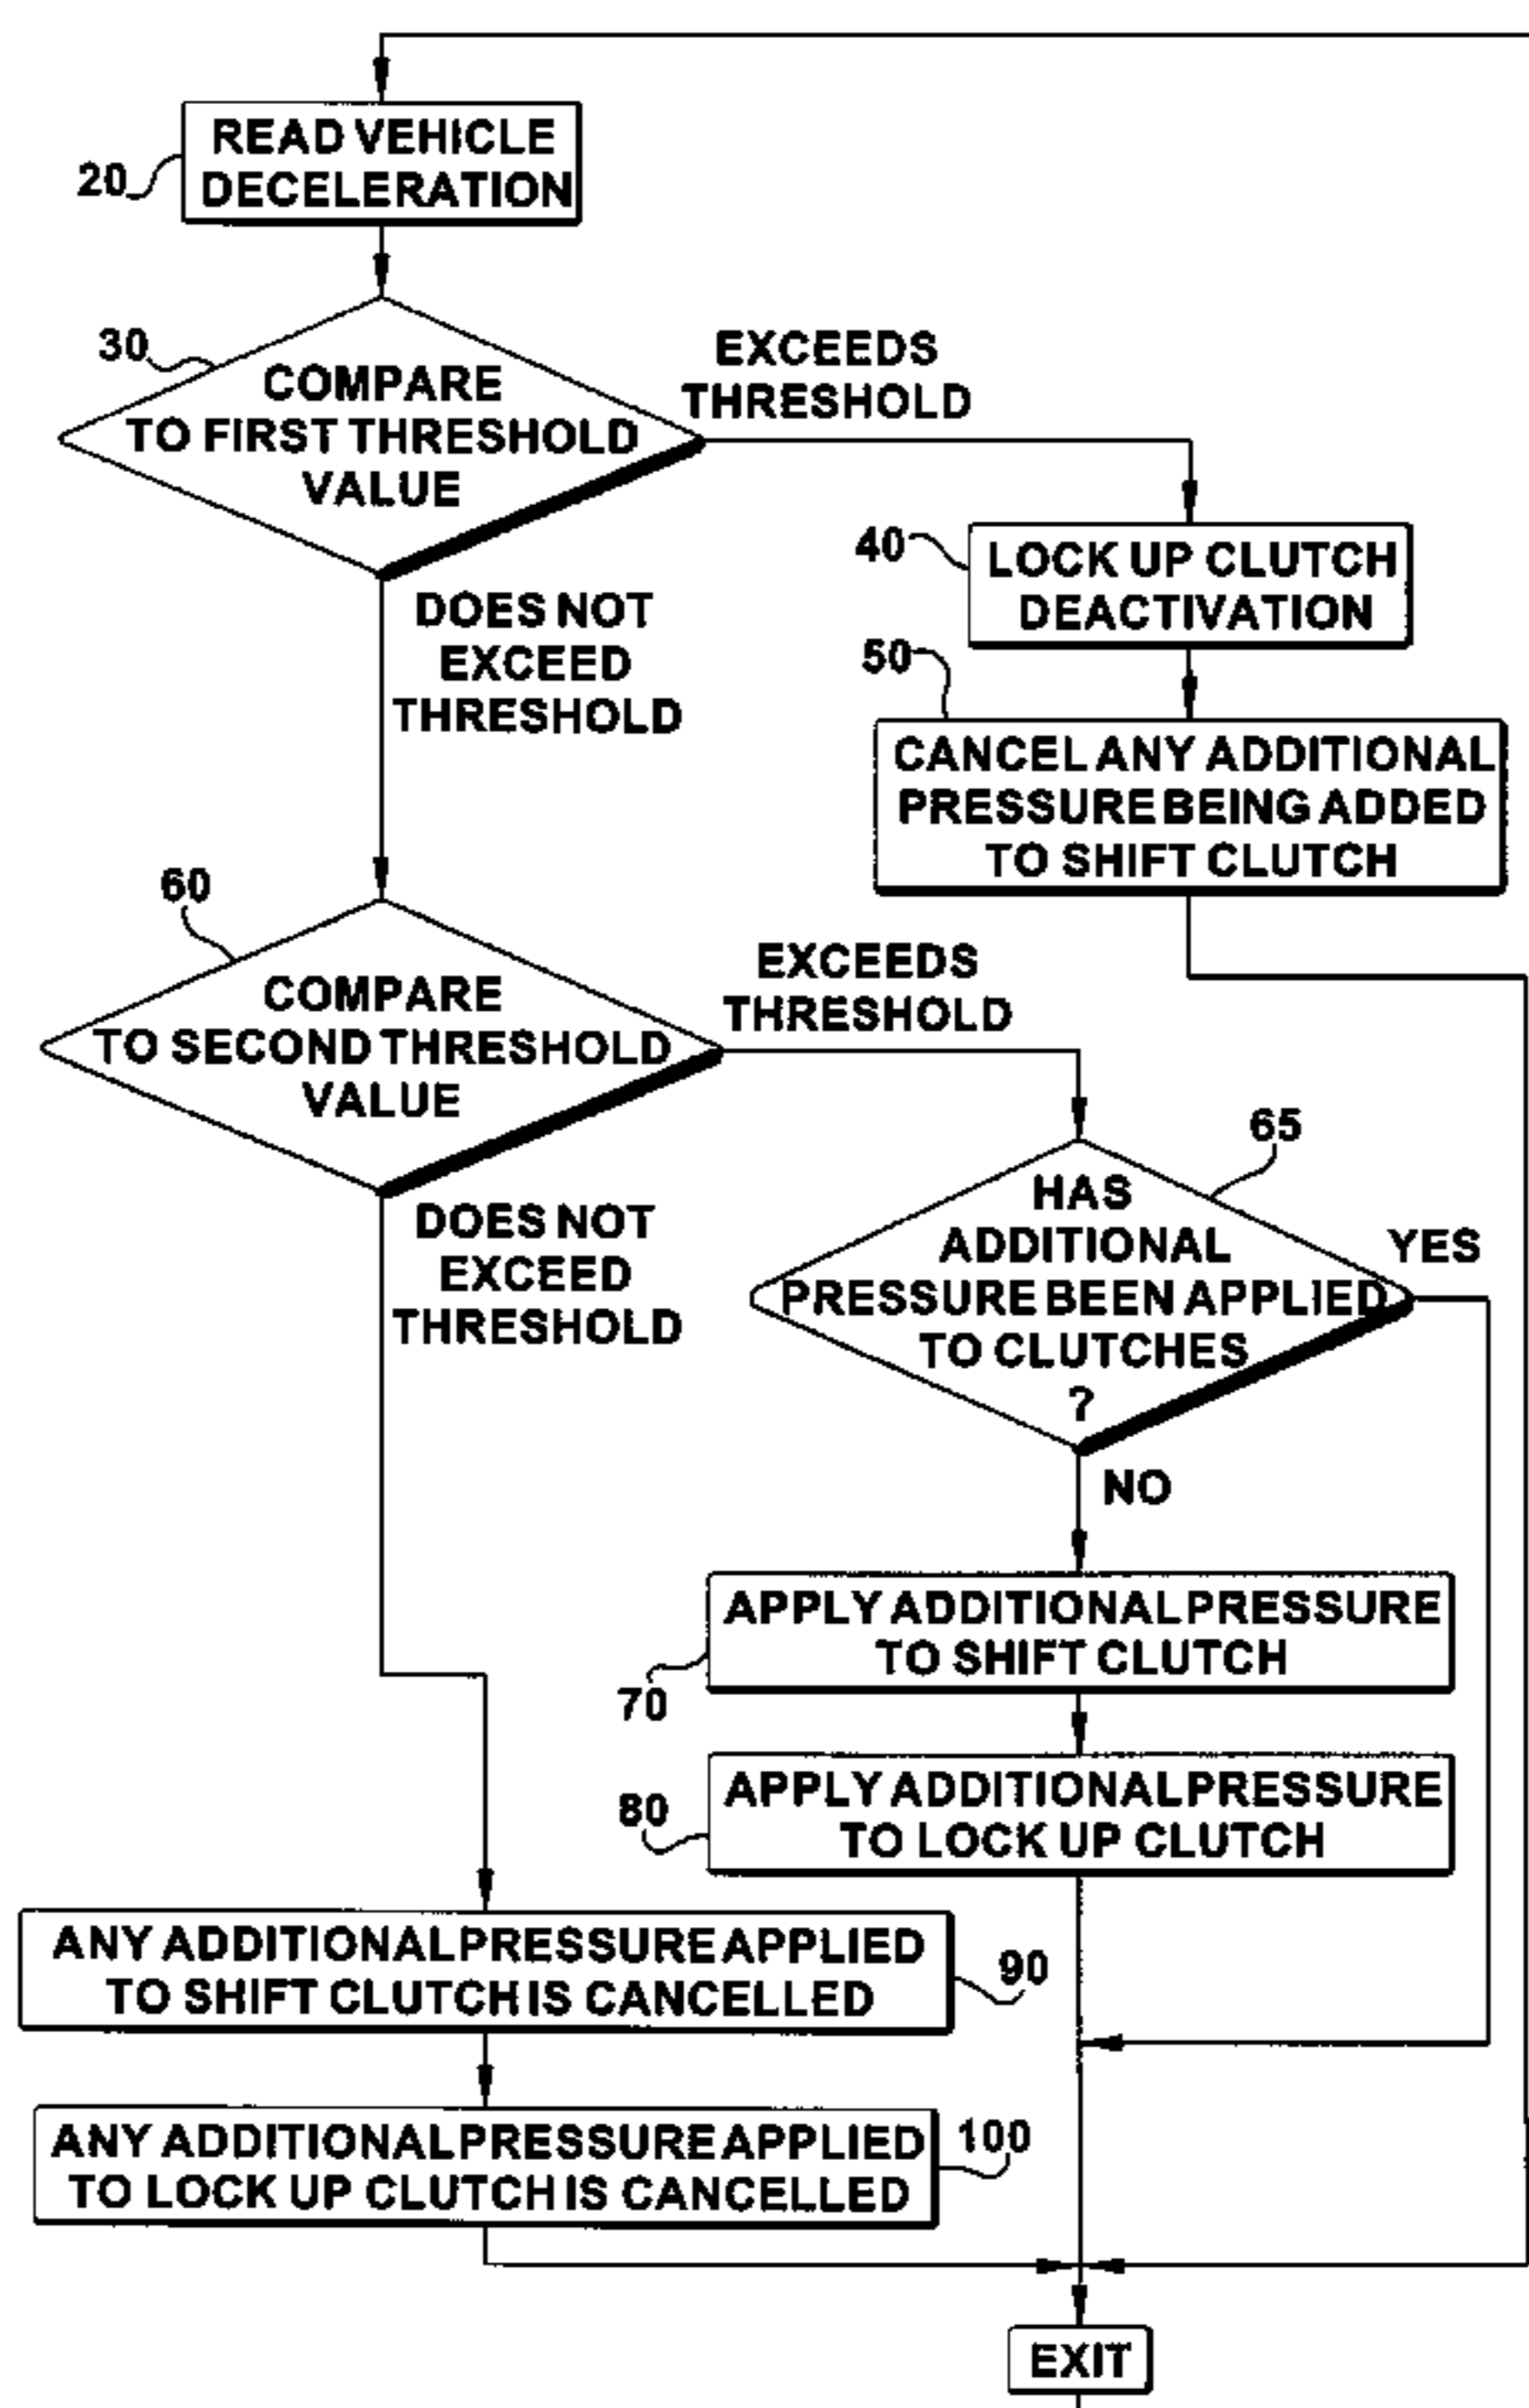 20
READ VEHICLE
DECELERATION
30
COMPARE
TO FIRST THRESHOLD
VALUE
EXCEEDS
THRESHOLD
DOES NOT
EXCEED
THRESHOLD
40
LOCK UP CLUTCH
DEACTIVATION
50
CANCEL ANY ADDITIONAL
PRESSURE BEING ADDED
TO SHIFT CLUTCH
60
COMPARE
TO SECOND THRESHOLD
VALUE
EXCEEDS
THRESHOLD
DOES NOT
EXCEED
THRESHOLD
65
HAS
ADDITIONAL
PRESSURE BEEN APPLIED
TO CLUTCHES
?
YES
NO
APPLY ADDITIONAL PRESSURE
TO SHIFT CLUTCH
70
APPLY ADDITIONAL PRESSURE
TO LOCK UP CLUTCH
80
ANY ADDITIONAL PRESSURE APPLIED
TO SHIFT CLUTCH IS CANCELLED
90
ANY ADDITIONAL PRESSURE APPLIED
TO LOCK UP CLUTCH IS CANCELLED
100
EXIT